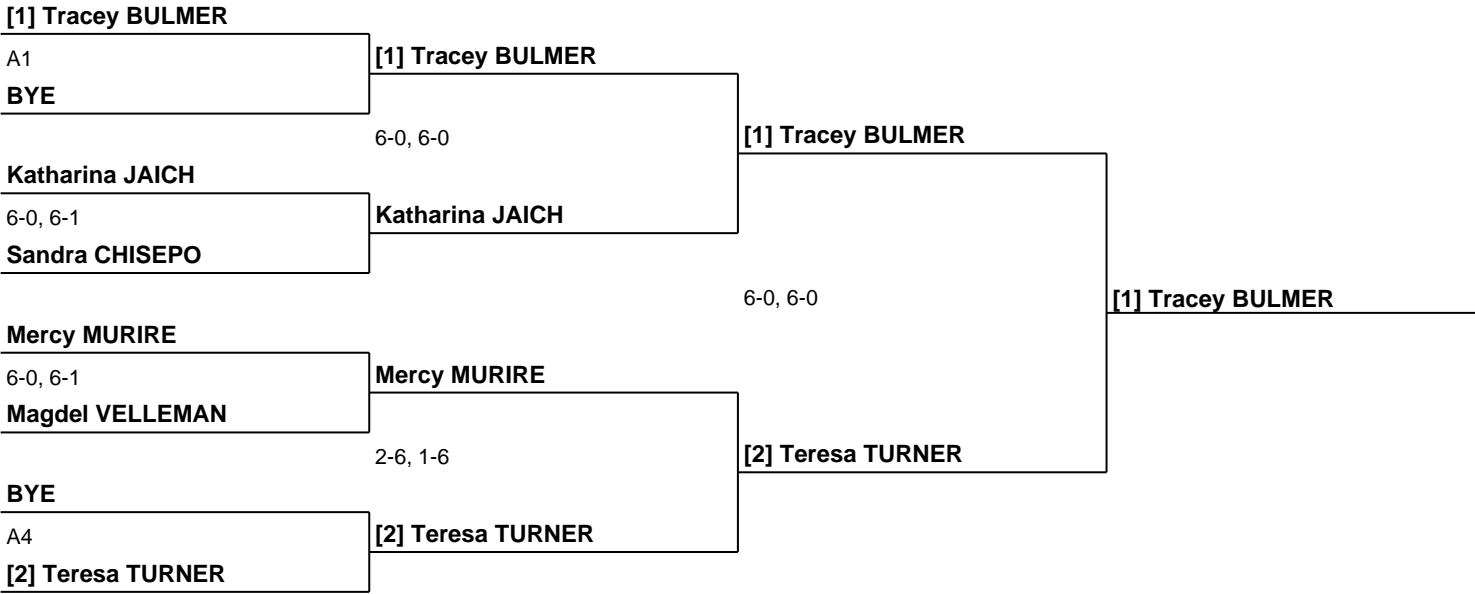 [1] Tracey BULMER
A1
[1] Tracey BULMER
BYE
6-0, 6-0
[1] Tracey BULMER
Katharina JAICH
6-0, 6-1
Katharina JAICH
Sandra CHISEPO
6-0, 6-0
[1] Tracey BULMER
Mercy MURIRE
6-0, 6-1
Mercy MURIRE
Magdel VELLEMAN
2-6, 1-6
[2] Teresa TURNER
BYE
A4
[2] Teresa TURNER
[2] Teresa TURNER